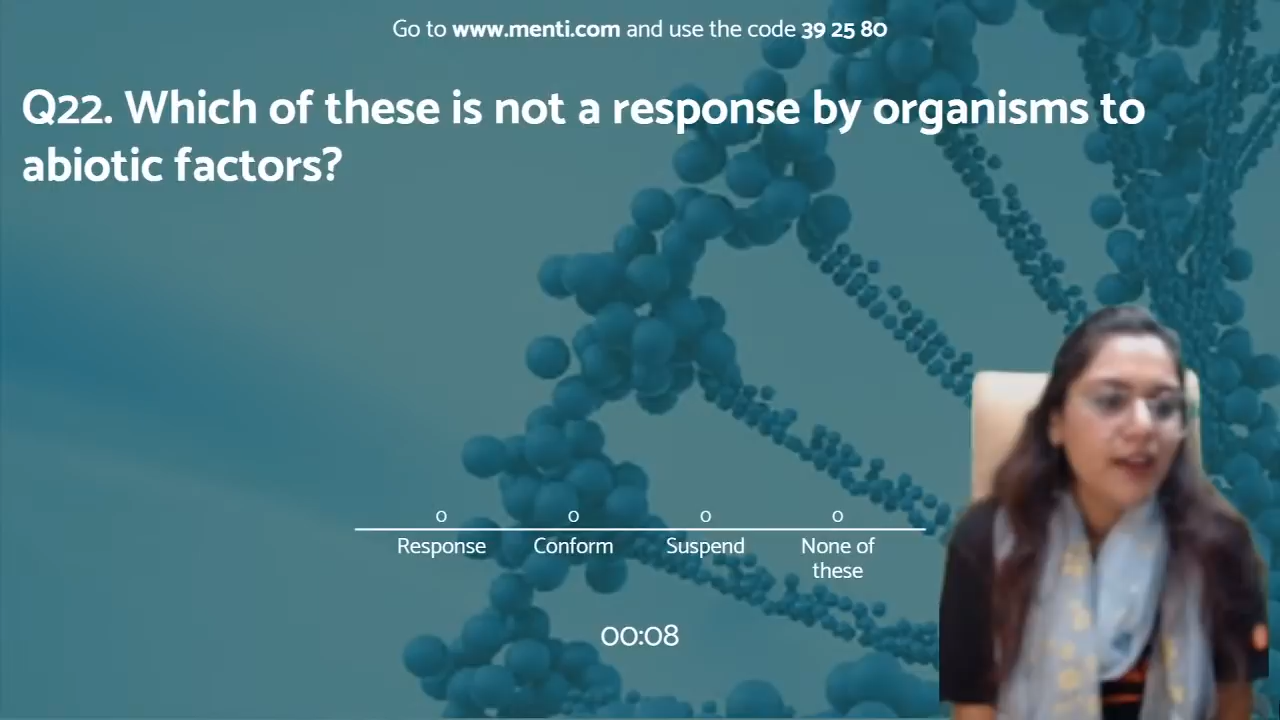 Go to www.menti.com and use the code 39 25 80
Q22. Which of these is not a response by organisms to
abiotic factors?
0 0 0 0
Response Conform Suspend None of
these
00:08